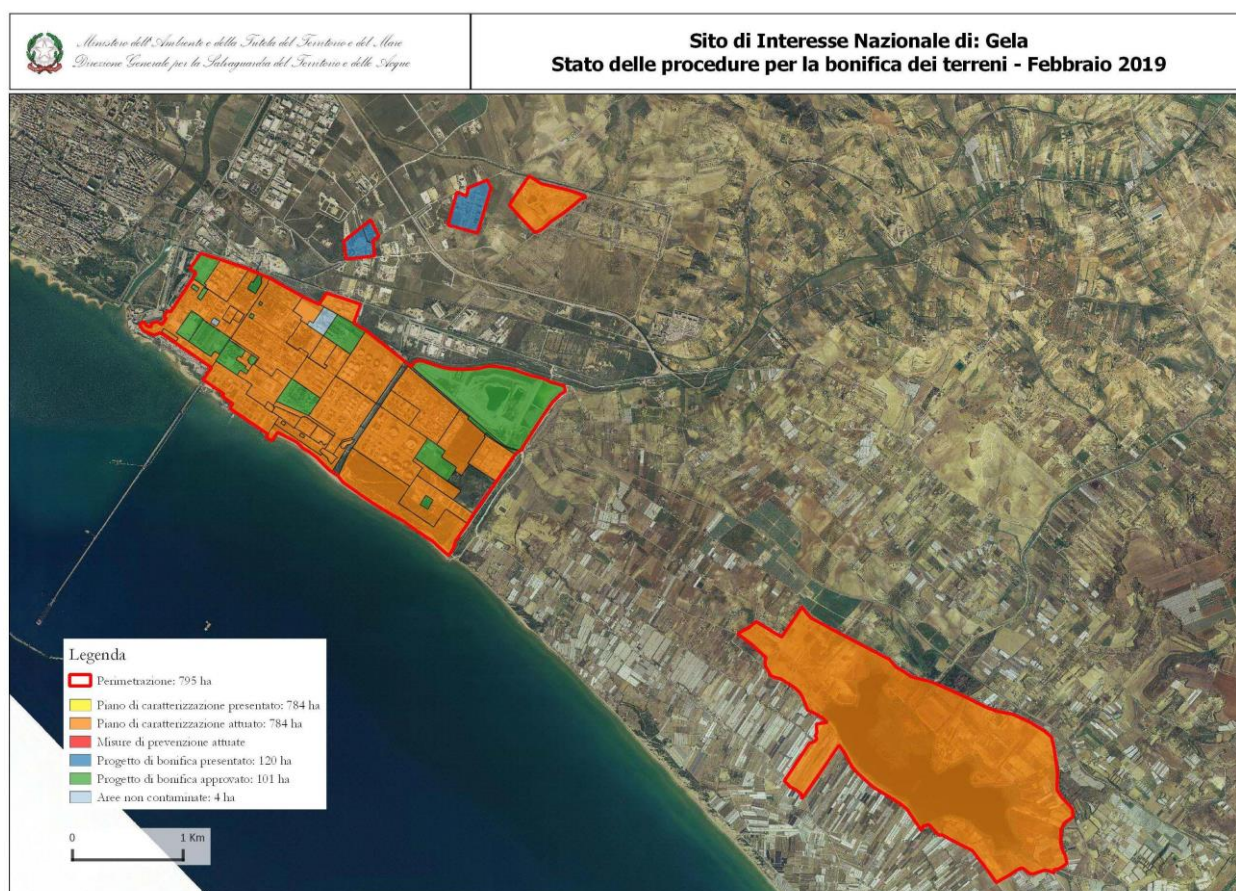 Ministero dell'Ambiente e della Tutela del Territorio e del Mare
Direzione Generale per la Salvaguardia del Territorio e delle Acque
Sito di Interesse Nazionale di: Gela
Stato delle procedure per la bonifica dei terreni - Febbraio 2019
Legenda
Perimetrazione: 795 ha
Piano di caratterizzazione presentato: 784 ha
Piano di caratterizzazione attuato: 784 ha
Misure di prevenzione attuate
Progetto di bonifica presentato: 120 ha
Progetto di bonifica approvato: 101 ha
Aree non contaminate: 4 ha
0 1 Km